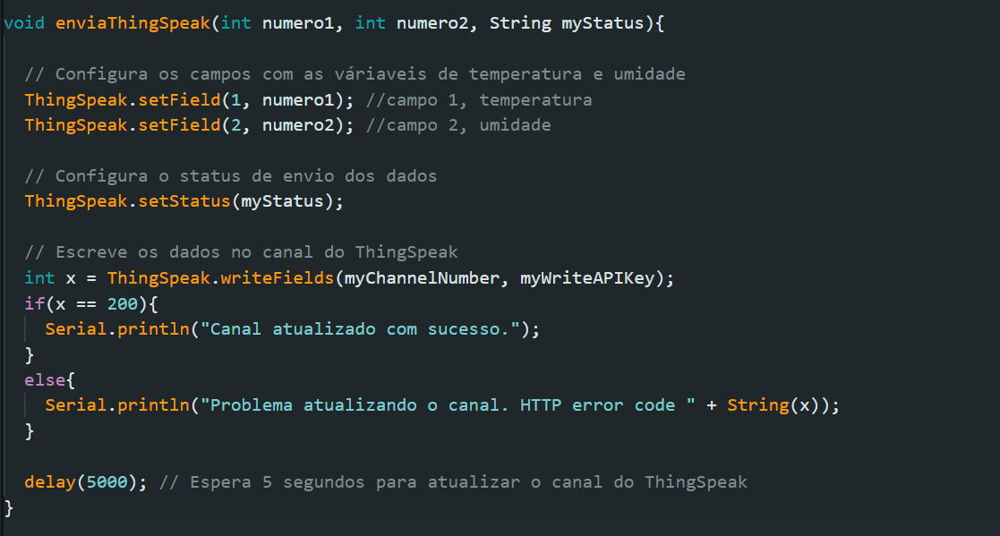 void enviaThingSpeak(int numero1, int numero2, String myStatus){
// Configura os campos com as váriaveis de temperatura e umidade
ThingSpeak.setField(1, numero1); //campo 1, temperatura
ThingSpeak.setField(2, numero2); //campo 2, umidade
// Configura o status de envio dos dados
ThingSpeak.setStatus(myStatus);
// Escreve os dados no canal do ThingSpeak
int x = ThingSpeak.writeFields(myChannelNumber, myWriteAPIKey);
if(x == 200){
Serial.println("Canal atualizado com sucesso.");
}
else{
Serial.println("Problema atualizando o canal. HTTP error code " + String(x));
}
delay(5000); // Espera 5 segundos para atualizar o canal do ThingSpeak
}